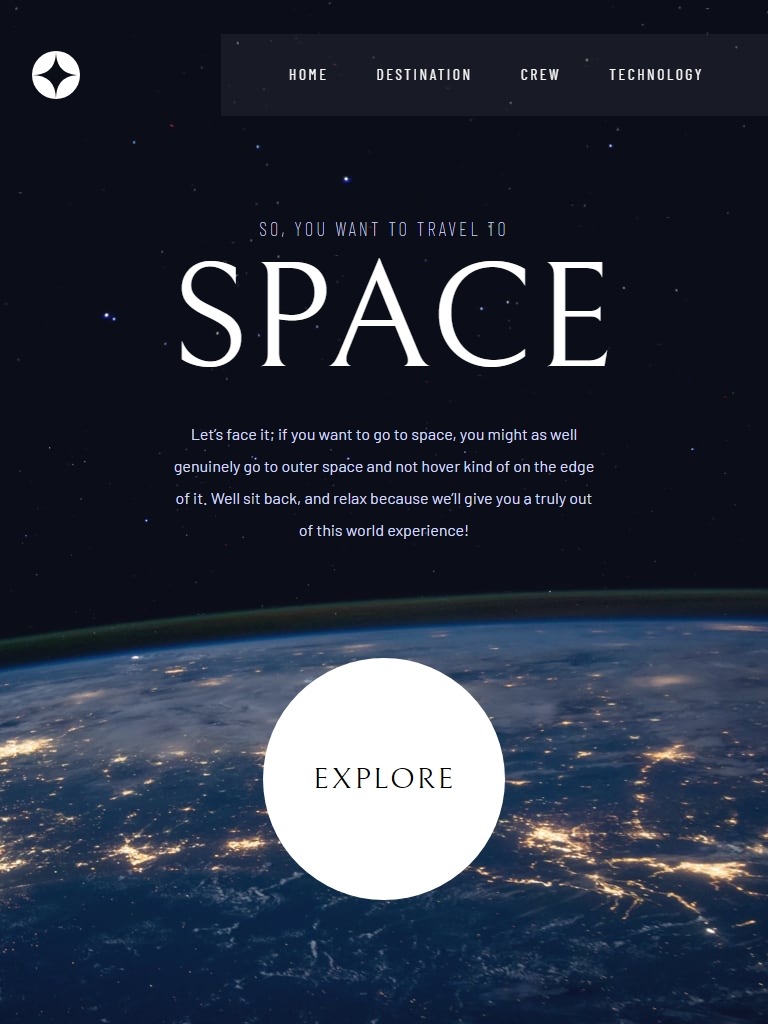 HOME DESTINATION CREW TECHNOLOGY
SO, YOU WANT TO TRAVEL TO
SPACE
Let’s face it; if you want to go to space, you might as well
genuinely go to outer space and not hover kind of on the edge
of it. Well sit back, and relax because we’ll give you a truly out
of this world experience!
EXPLORE